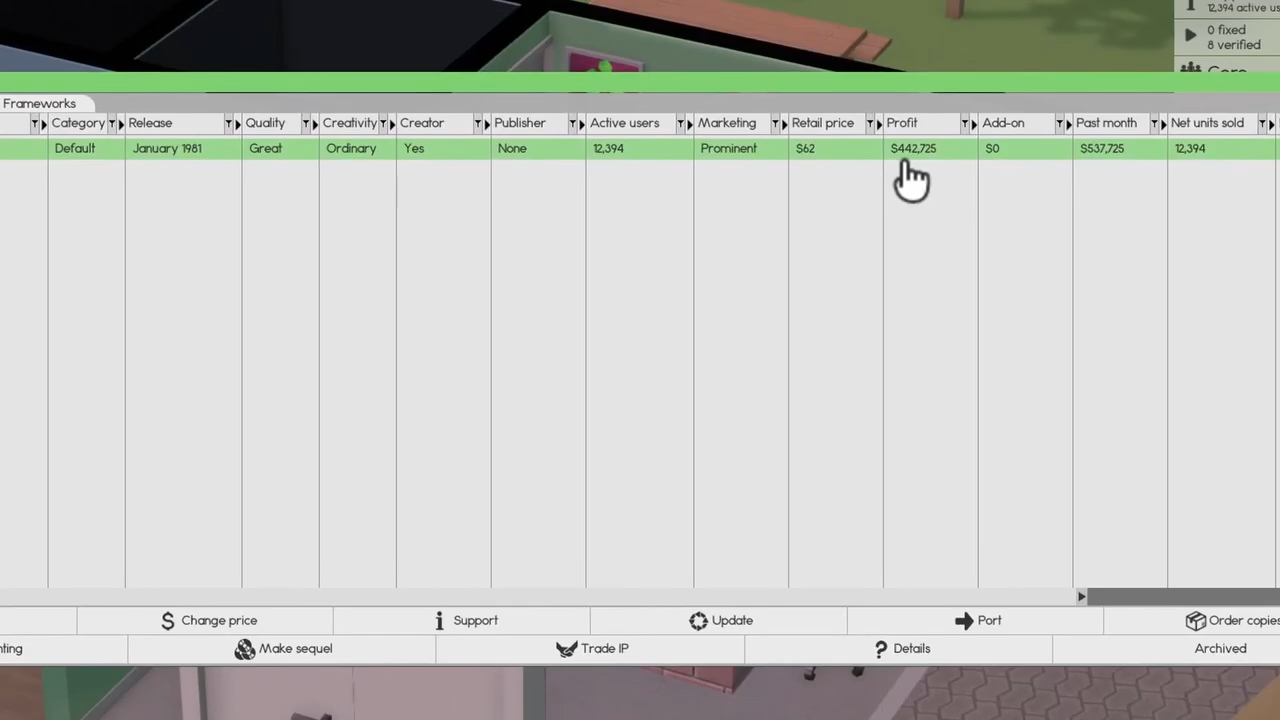 12,394 active us
0 fixed
8 verified
Core
Frameworks
Category Release Quality Creativity Creator Publisher Active users Marketing Retail price Profit Add-on Past month Net units sold
Default January 1981 Great Ordinary Yes None 12,394 Prominent $62 $442,725 $0 $537,725 12,394
Change price Support Update Port Order copies
nting Make sequel Trade IP Details Archived